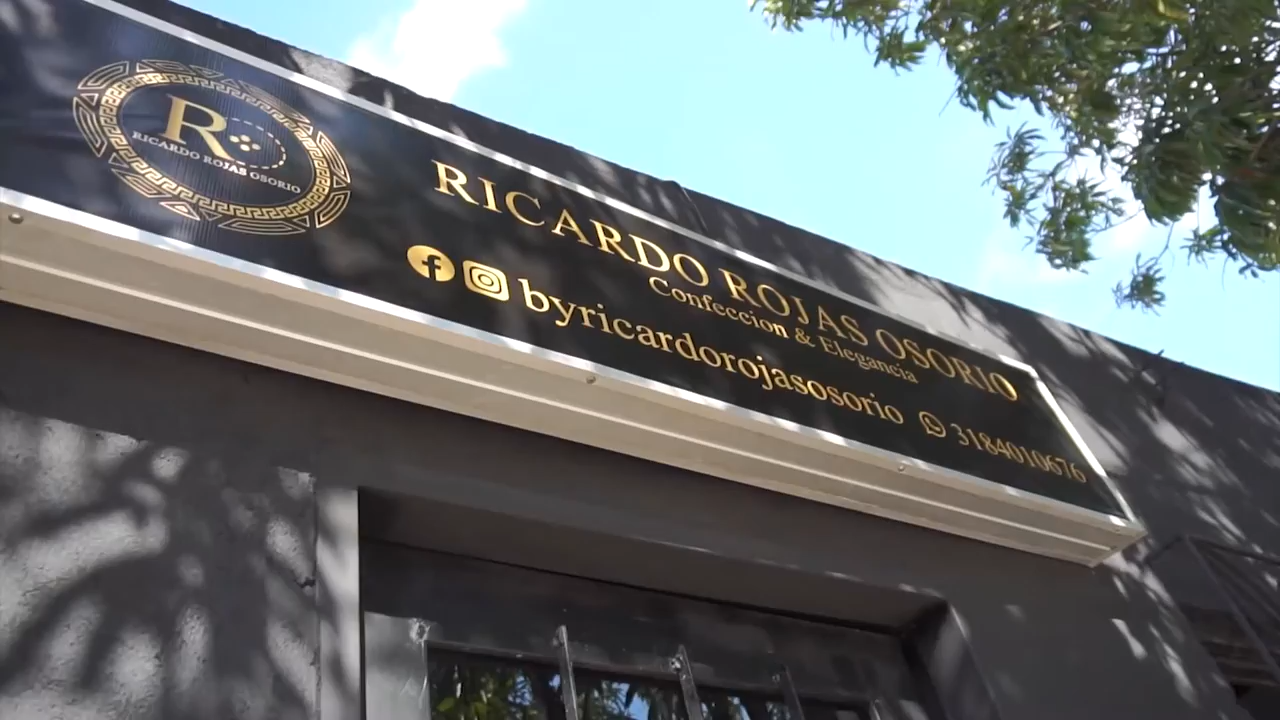 R
RICARDO ROJAS OSORIO
RICARDO ROJAS OSORIO
Confeccion & Elegancia
byricardorojasosorio 3184010676